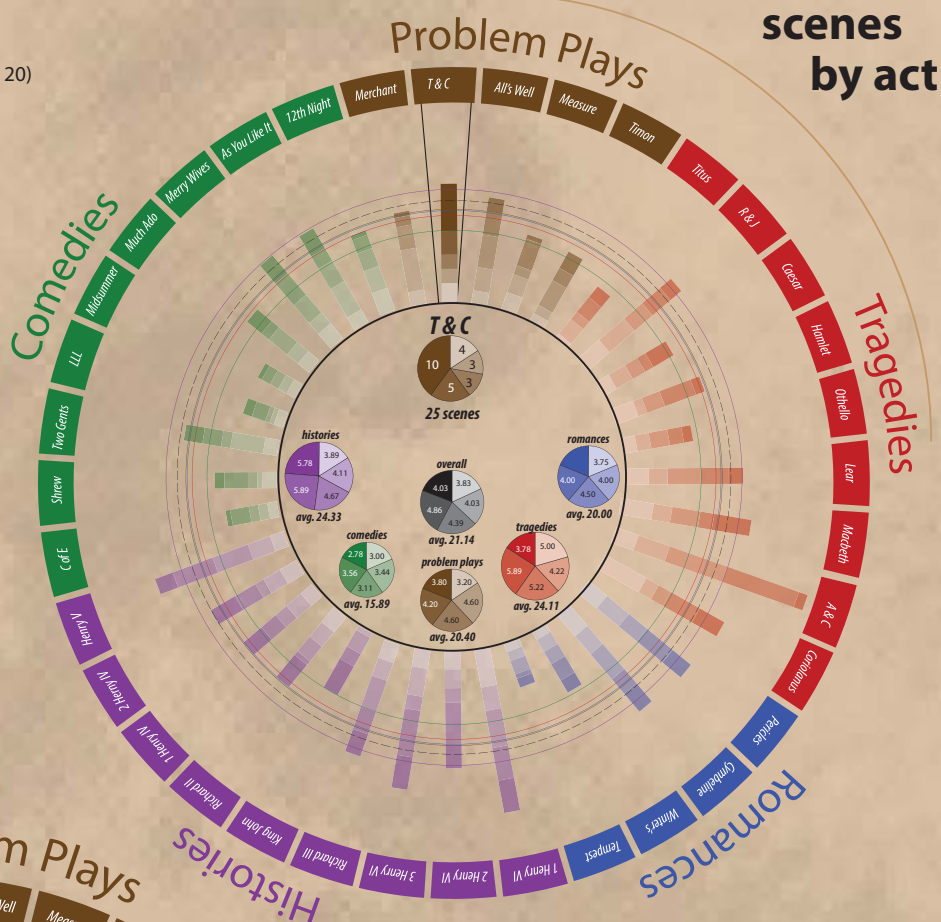 scenes
by act
20)
Problem Plays
Merchant
T & C
All's Well
Measure
Timon
Tragedies
Titus
R & J
Caesar
Hamlet
Othello
Lear
Macbeth
A & C
Coriolanus
Romances
Pericles
Cymbeline
Winter's
Tempest
Histories
1 Henry VI
2 Henry VI
3 Henry VI
Richard III
King John
Richard II
1 Henry IV
2 Henry IV
Henry V
Comedies
C of E
Shrew
Two Gents
LLL
Midsummer
Much Ado
Merry Wives
As You Like It
12th Night
T & C
4
3
3
5
10
25 scenes
histories
3.89
4.11
4.67
5.89
5.78
avg. 24.33
overall
3.83
4.03
4.39
4.86
4.03
avg. 21.14
romances
3.75
4.00
4.50
4.00
avg. 20.00
comedies
3.00
3.44
3.11
3.56
2.78
avg. 15.89
problem plays
3.20
4.60
4.60
4.20
3.80
avg. 20.40
tragedies
5.00
4.22
5.22
5.89
3.78
avg. 24.11
m Plays
Well
Meas